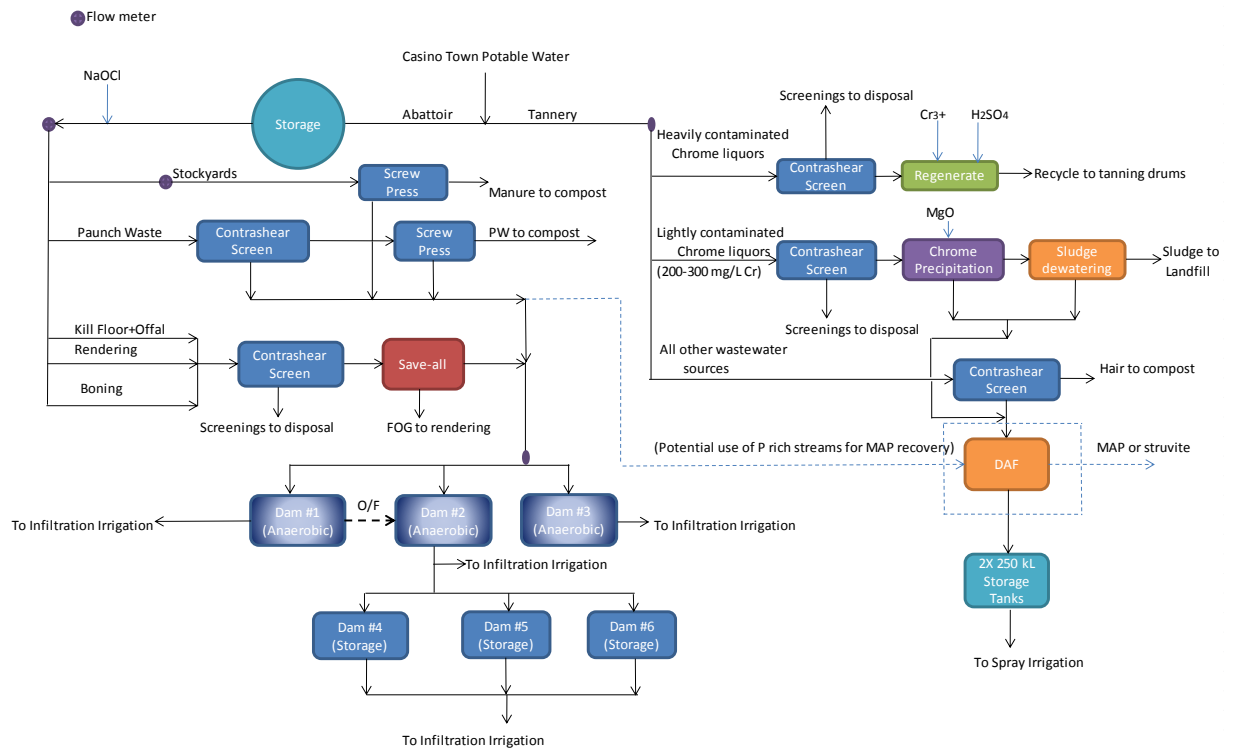 Flow meter
Casino Town Potable Water
NaOCl
Storage
Abattoir
Tannery
Stockyards
Screw
Press
Manure to compost
Paunch Waste
Contrashear
Screen
Screw
Press
PW to compost
Kill Floor+Offal
Rendering
Boning
Contrashear
Screen
Save-all
Screenings to disposal
FOG to rendering
Dam #1
(Anaerobic)
O/F
Dam #2
(Anaerobic)
Dam #3
(Anaerobic)
To Infiltration Irrigation
To Infiltration Irrigation
To Infiltration Irrigation
Dam #4
(Storage)
Dam #5
(Storage)
Dam #6
(Storage)
To Infiltration Irrigation
Screenings to disposal
Cr3+
H2SO4
Heavily contaminated
Chrome liquors
Contrashear
Screen
Regenerate
Recycle to tanning drums
MgO
Lightly contaminated
Chrome liquors
(200-300 mg/L Cr)
Contrashear
Screen
Chrome
Precipitation
Sludge
dewatering
Sludge to
Landfill
Screenings to disposal
All other wastewater
sources
Contrashear
Screen
Hair to compost
(Potential use of P rich streams for MAP recovery)
DAF
MAP or struvite
2X 250 kL
Storage
Tanks
To Spray Irrigation